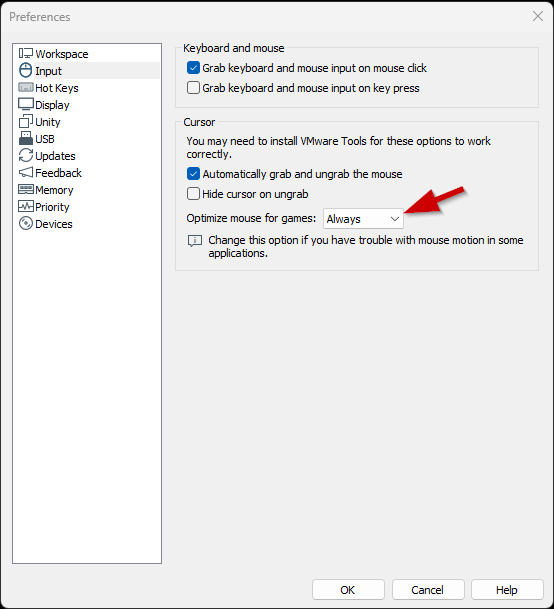 Preferences
Workspace
Input
Hot Keys
Display
Unity
USB
Updates
Feedback
Memory
Priority
Devices
Keyboard and mouse
Grab keyboard and mouse input on mouse click
Grab keyboard and mouse input on key press
Cursor
You may need to install VMware Tools for these options to work
correctly.
Automatically grab and ungrab the mouse
Hide cursor on ungrab
Optimize mouse for games: Always
Change this option if you have trouble with mouse motion in some
applications.
OK Cancel Help